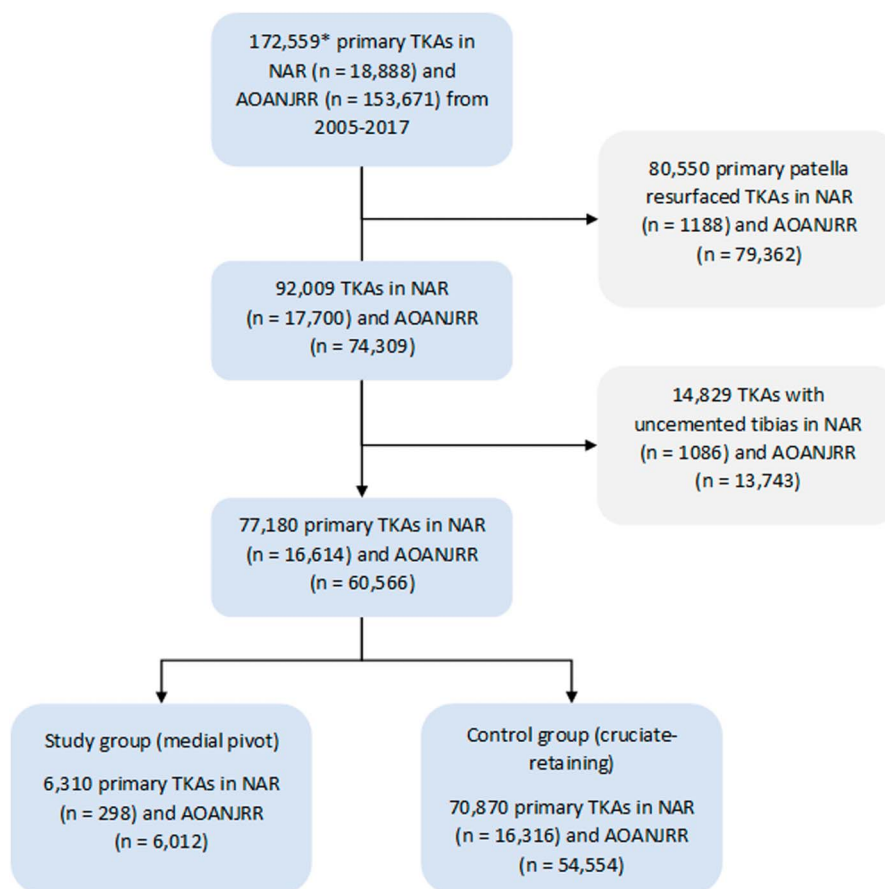 172,559* primary TKAs in
NAR (n = 18,888) and
AOANJRR (n = 153,671) from
2005-2017
80,550 primary patella
resurfaced TKAs in NAR
(n = 1188) and AOANJRR
(n = 79,362)
92,009 TKAs in NAR
(n = 17,700) and AOANJRR
(n = 74,309)
14,829 TKAs with
uncemented tibias in NAR
(n = 1086) and AOANJRR
(n = 13,743)
77,180 primary TKAs in NAR
(n = 16,614) and AOANJRR
(n = 60,566)
Study group (medial pivot)
6,310 primary TKAs in NAR
(n = 298) and AOANJRR
(n = 6,012)
Control group (cruciate-
retaining)
70,870 primary TKAs in NAR
(n = 16,316) and AOANJRR
(n = 54,554)